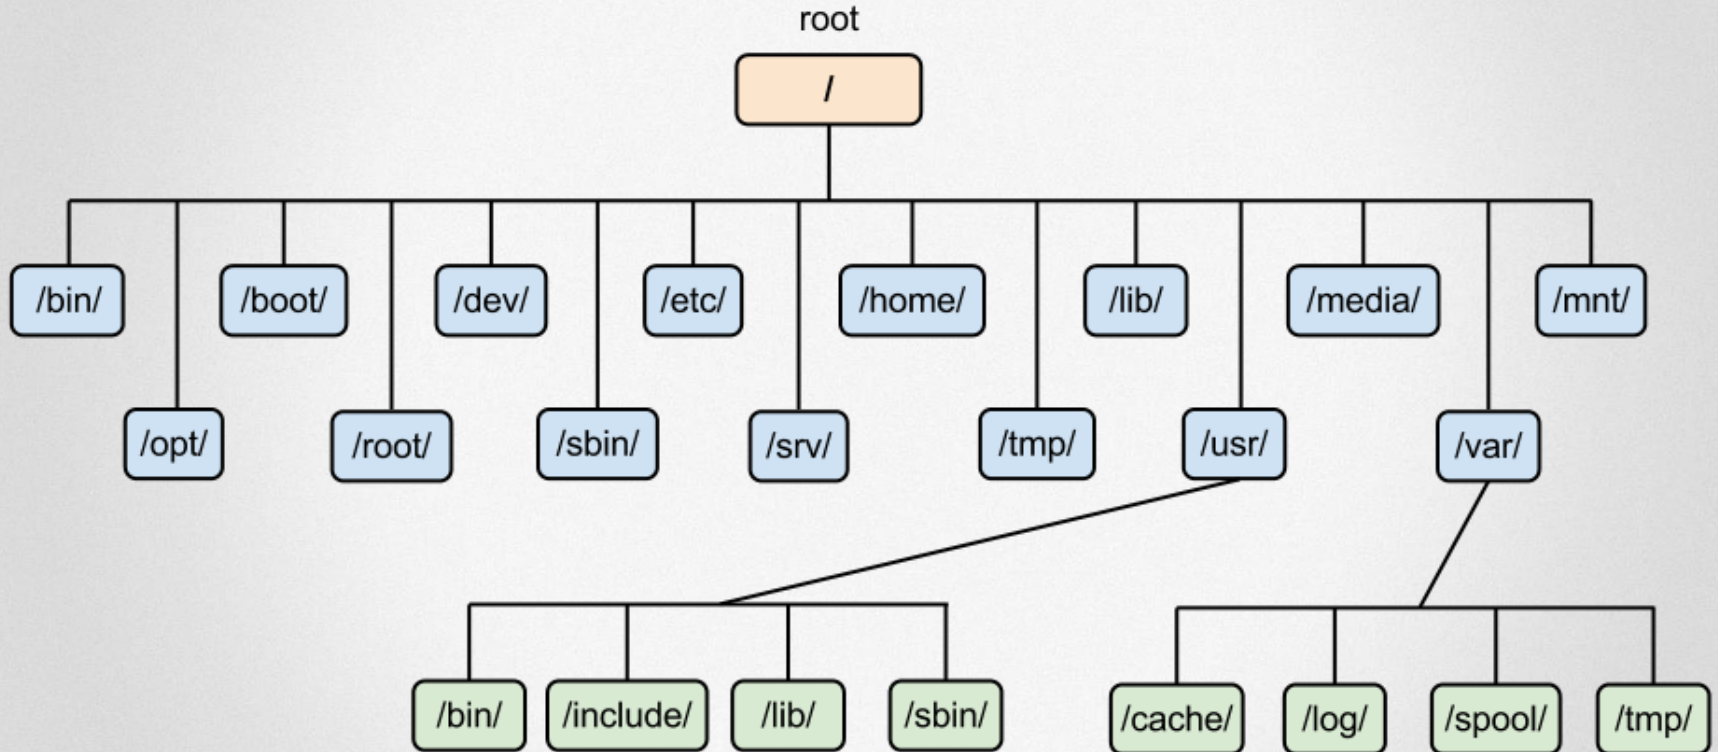 root
/
/bin/
/boot/
/dev/
/etc/
/home/
/lib/
/media/
/mnt/
/opt/
/root/
/sbin/
/srv/
/tmp/
/usr/
/var/
/bin/
/include/
/lib/
/sbin/
/cache/
/log/
/spool/
/tmp/